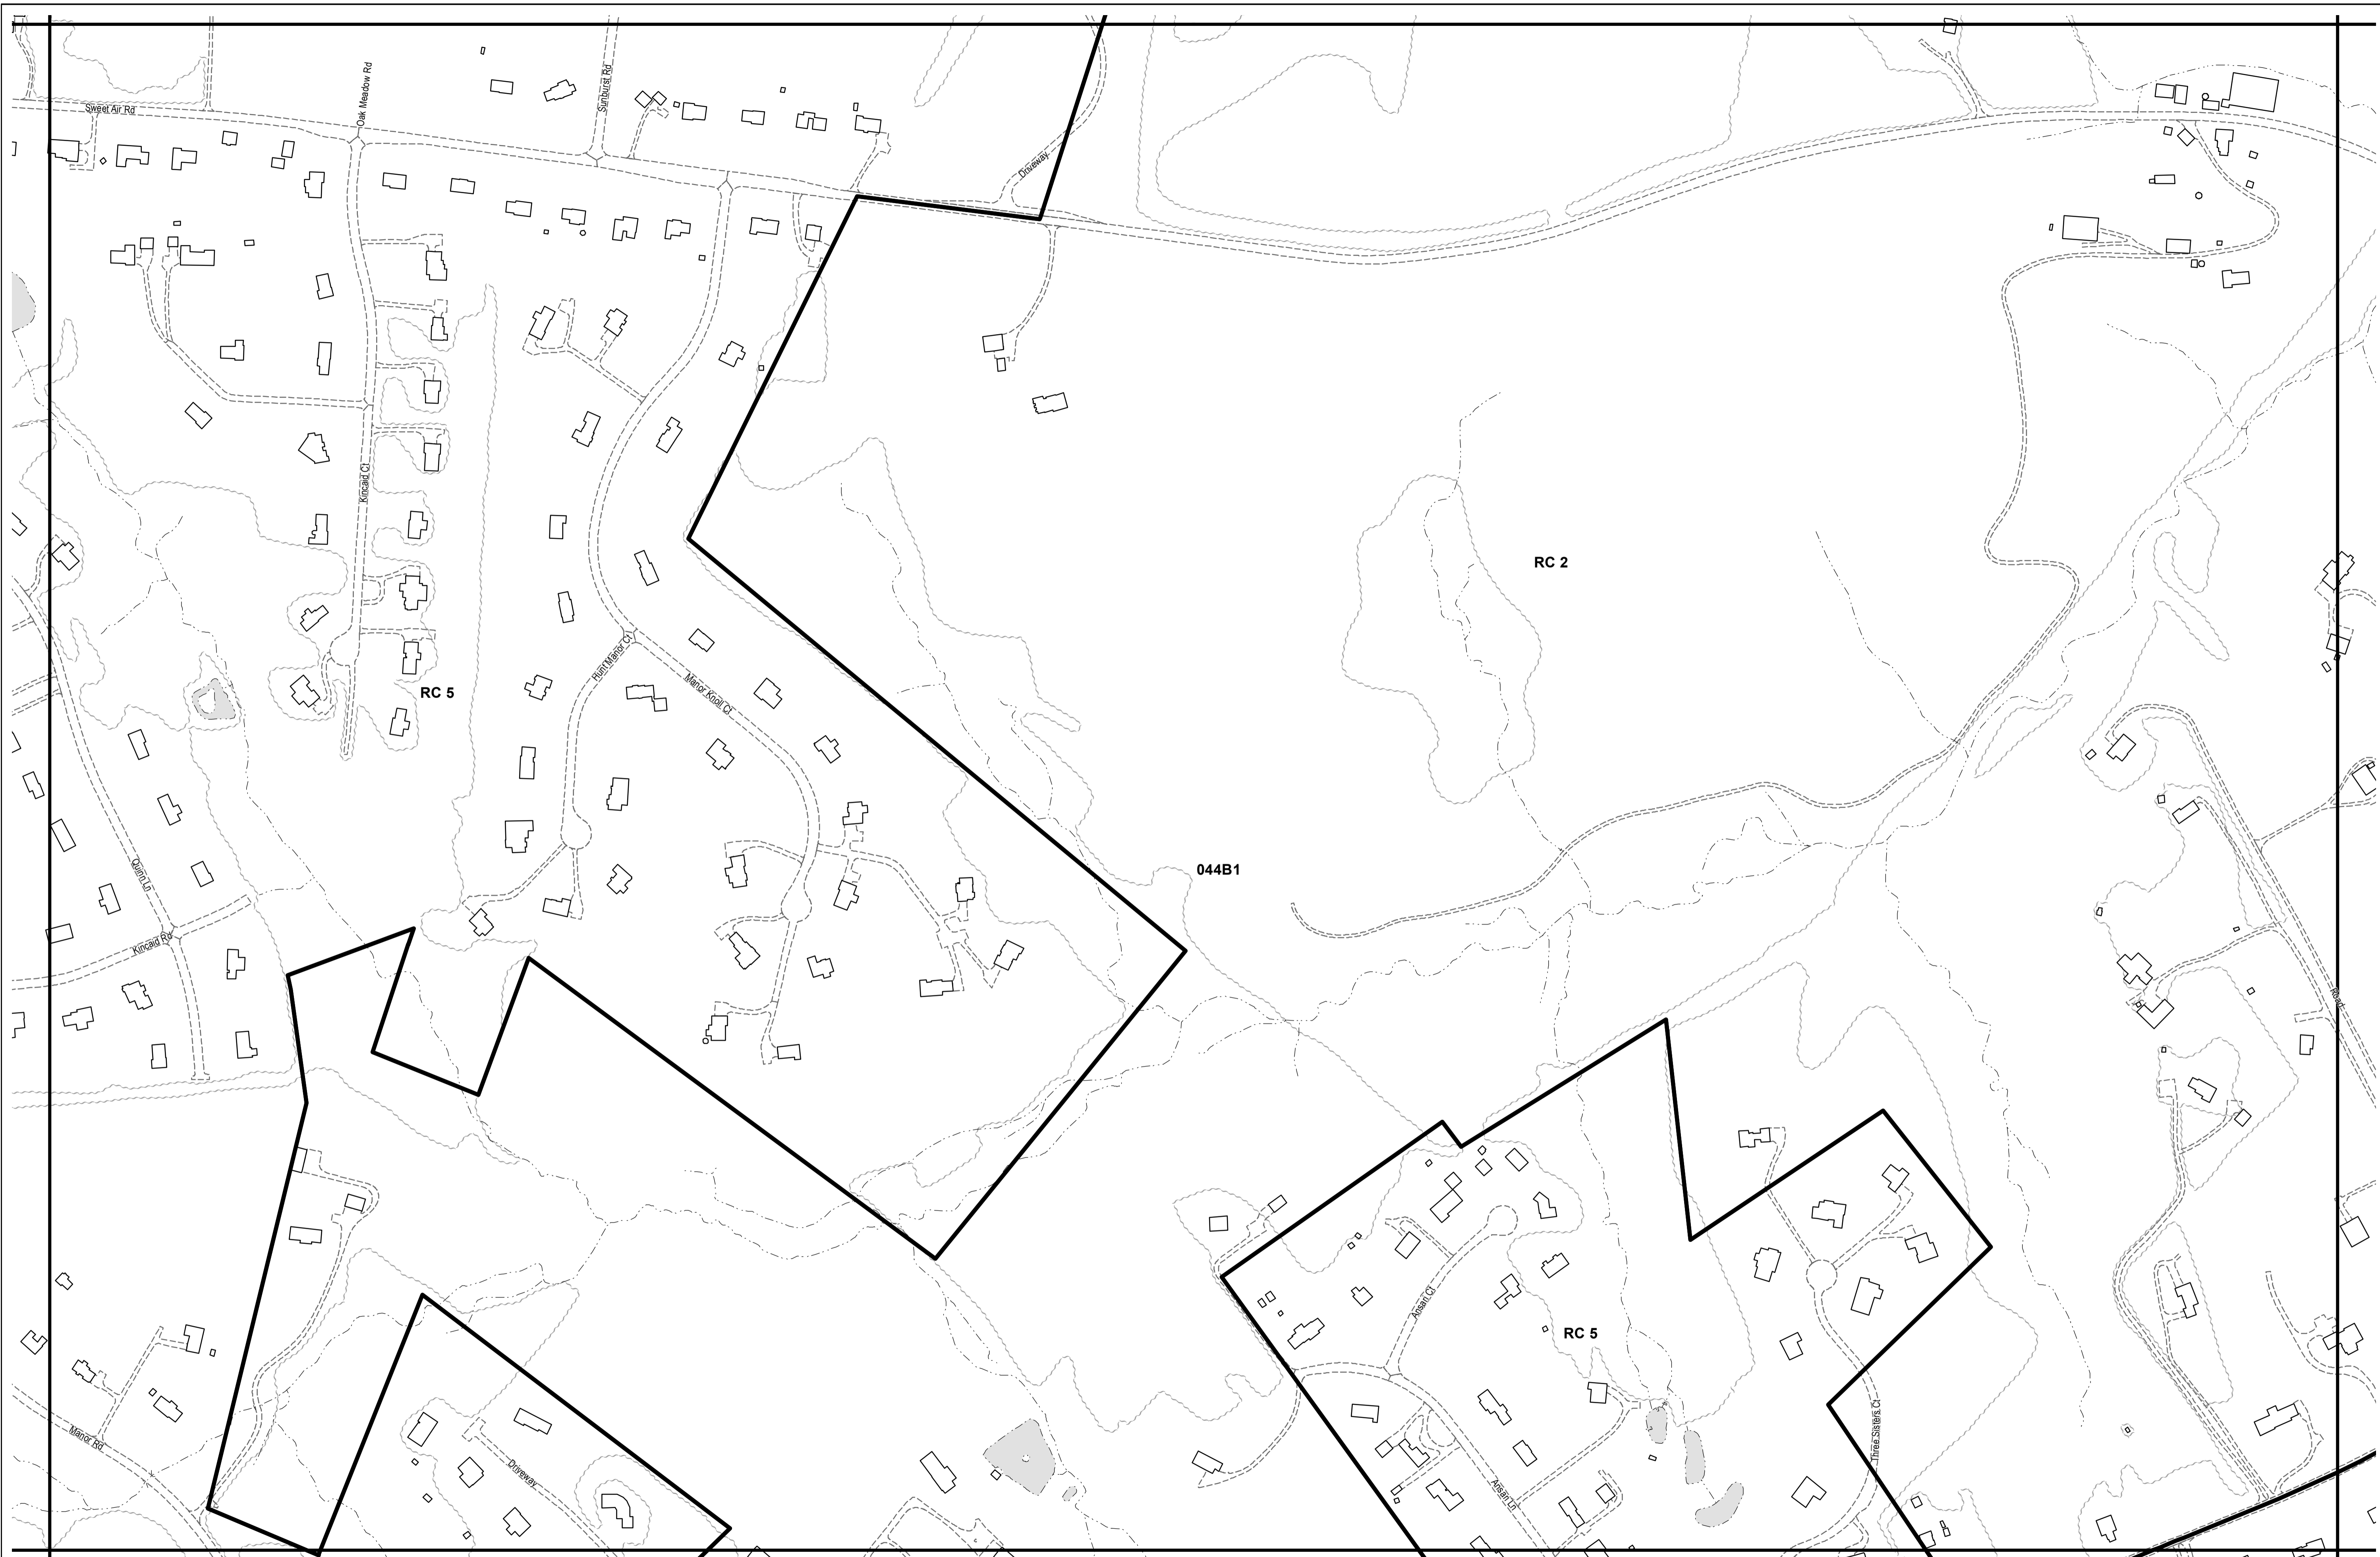 Oak Meadow Rd
Sunburst Rd
Sweet Air Rd
Driveway
Kincaid Ct
RC 2
Hunt Manor Ct
RC 5
Manor Knoll Ct
044B1
Quinn Ln
Kincaid Rd
Road
Ansan Ct
RC 5
Three Sisters Ct
Manor Rd
Driveway
Ansan Ln